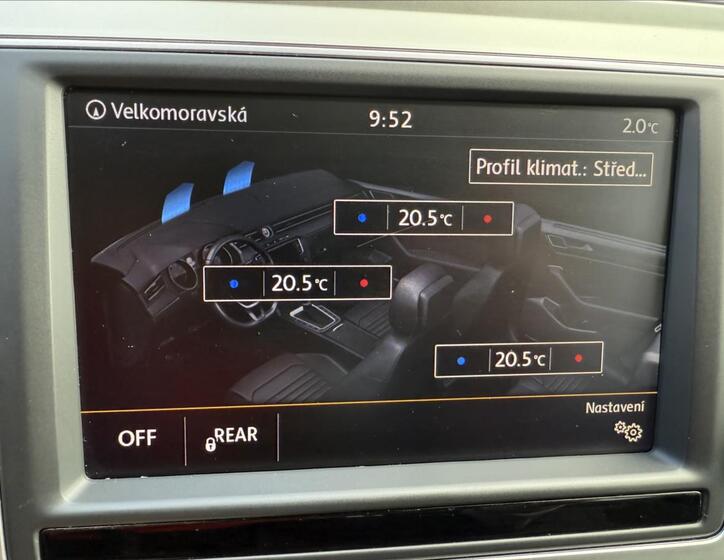 Velkomoravská
9:52
2.0°C
Profil klimat.: Střed...
20.5°C
20.5°C
20.5°C
Nastavení
OFF
REAR